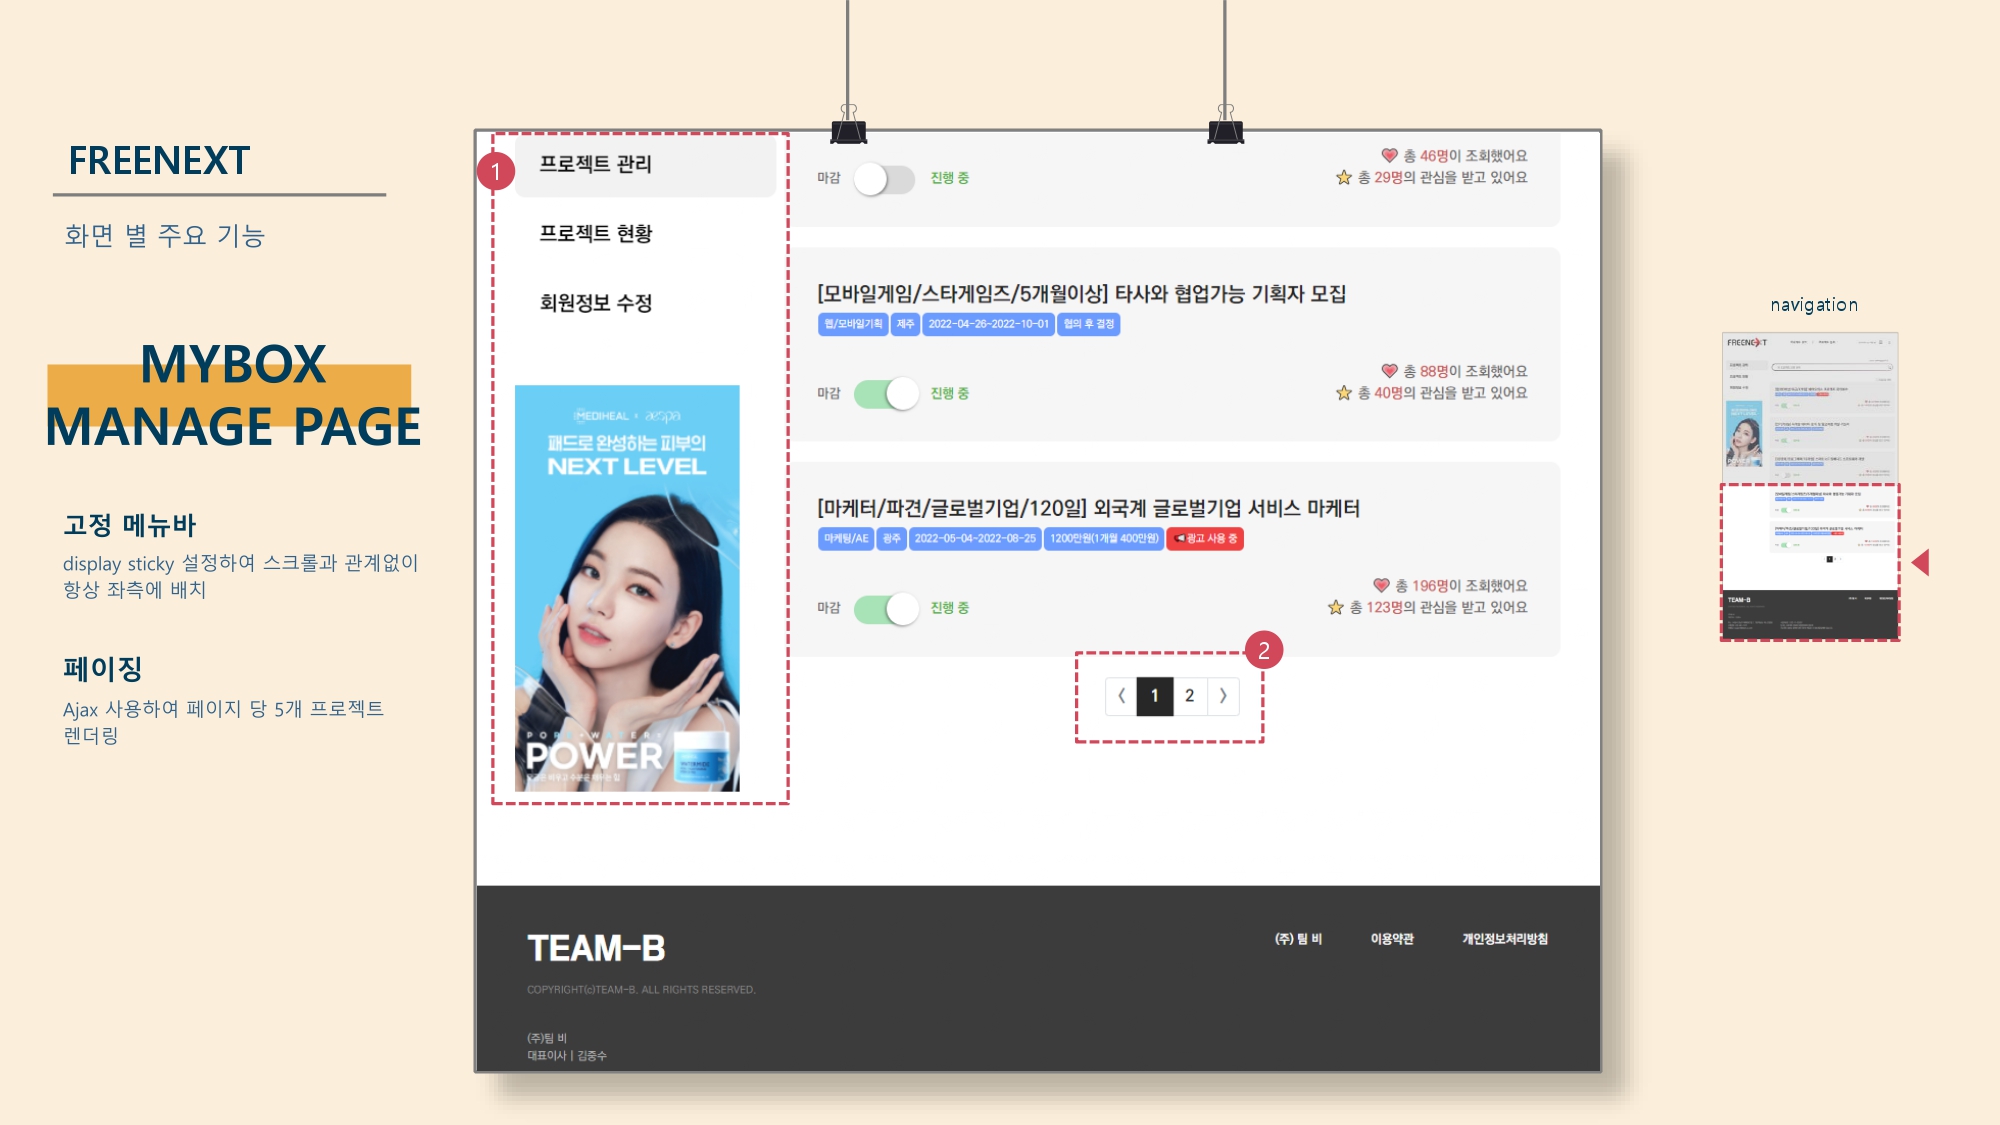 FREENEXT
화면 별 주요 기능
MYBOX
MANAGE PAGE
고정 메뉴바
display sticky 설정하여 스크롤과 관계없이
항상 좌측에 배치
페이징
Ajax 사용하여 페이지 당 5개 프로젝트
렌더링
1
프로젝트 관리
프로젝트 현황
회원정보 수정
MEDIHEAL × aespa
패드로 완성하는 피부의
NEXT LEVEL
POWER
총 46명이 조회했어요
마감 진행 중 총 29명의 관심을 받고 있어요
[모바일게임/스타게임즈/5개월이상] 타사와 협업가능 기획자 모집
웹/모바일기획 제주 2022-04-26~2022-10-01 협의 후 결정
총 88명이 조회했어요
마감 진행 중 총 40명의 관심을 받고 있어요
[마케터/파견/글로벌기업/120일] 외국계 글로벌기업 서비스 마케터
마케팅/AE 광주 2022-05-04~2022-08-25 1200만원(1개월 400만원) 광고 사용 중
총 196명이 조회했어요
마감 진행 중 총 123명의 관심을 받고 있어요
2
〈 1 2 〉
TEAM-B
(주) 팀 비 이용약관 개인정보처리방침
COPYRIGHT(c)TEAM-B. ALL RIGHTS RESERVED.
(주)팀 비
대표이사 | 김중수
navigation
FREENEXT
TEAM-B